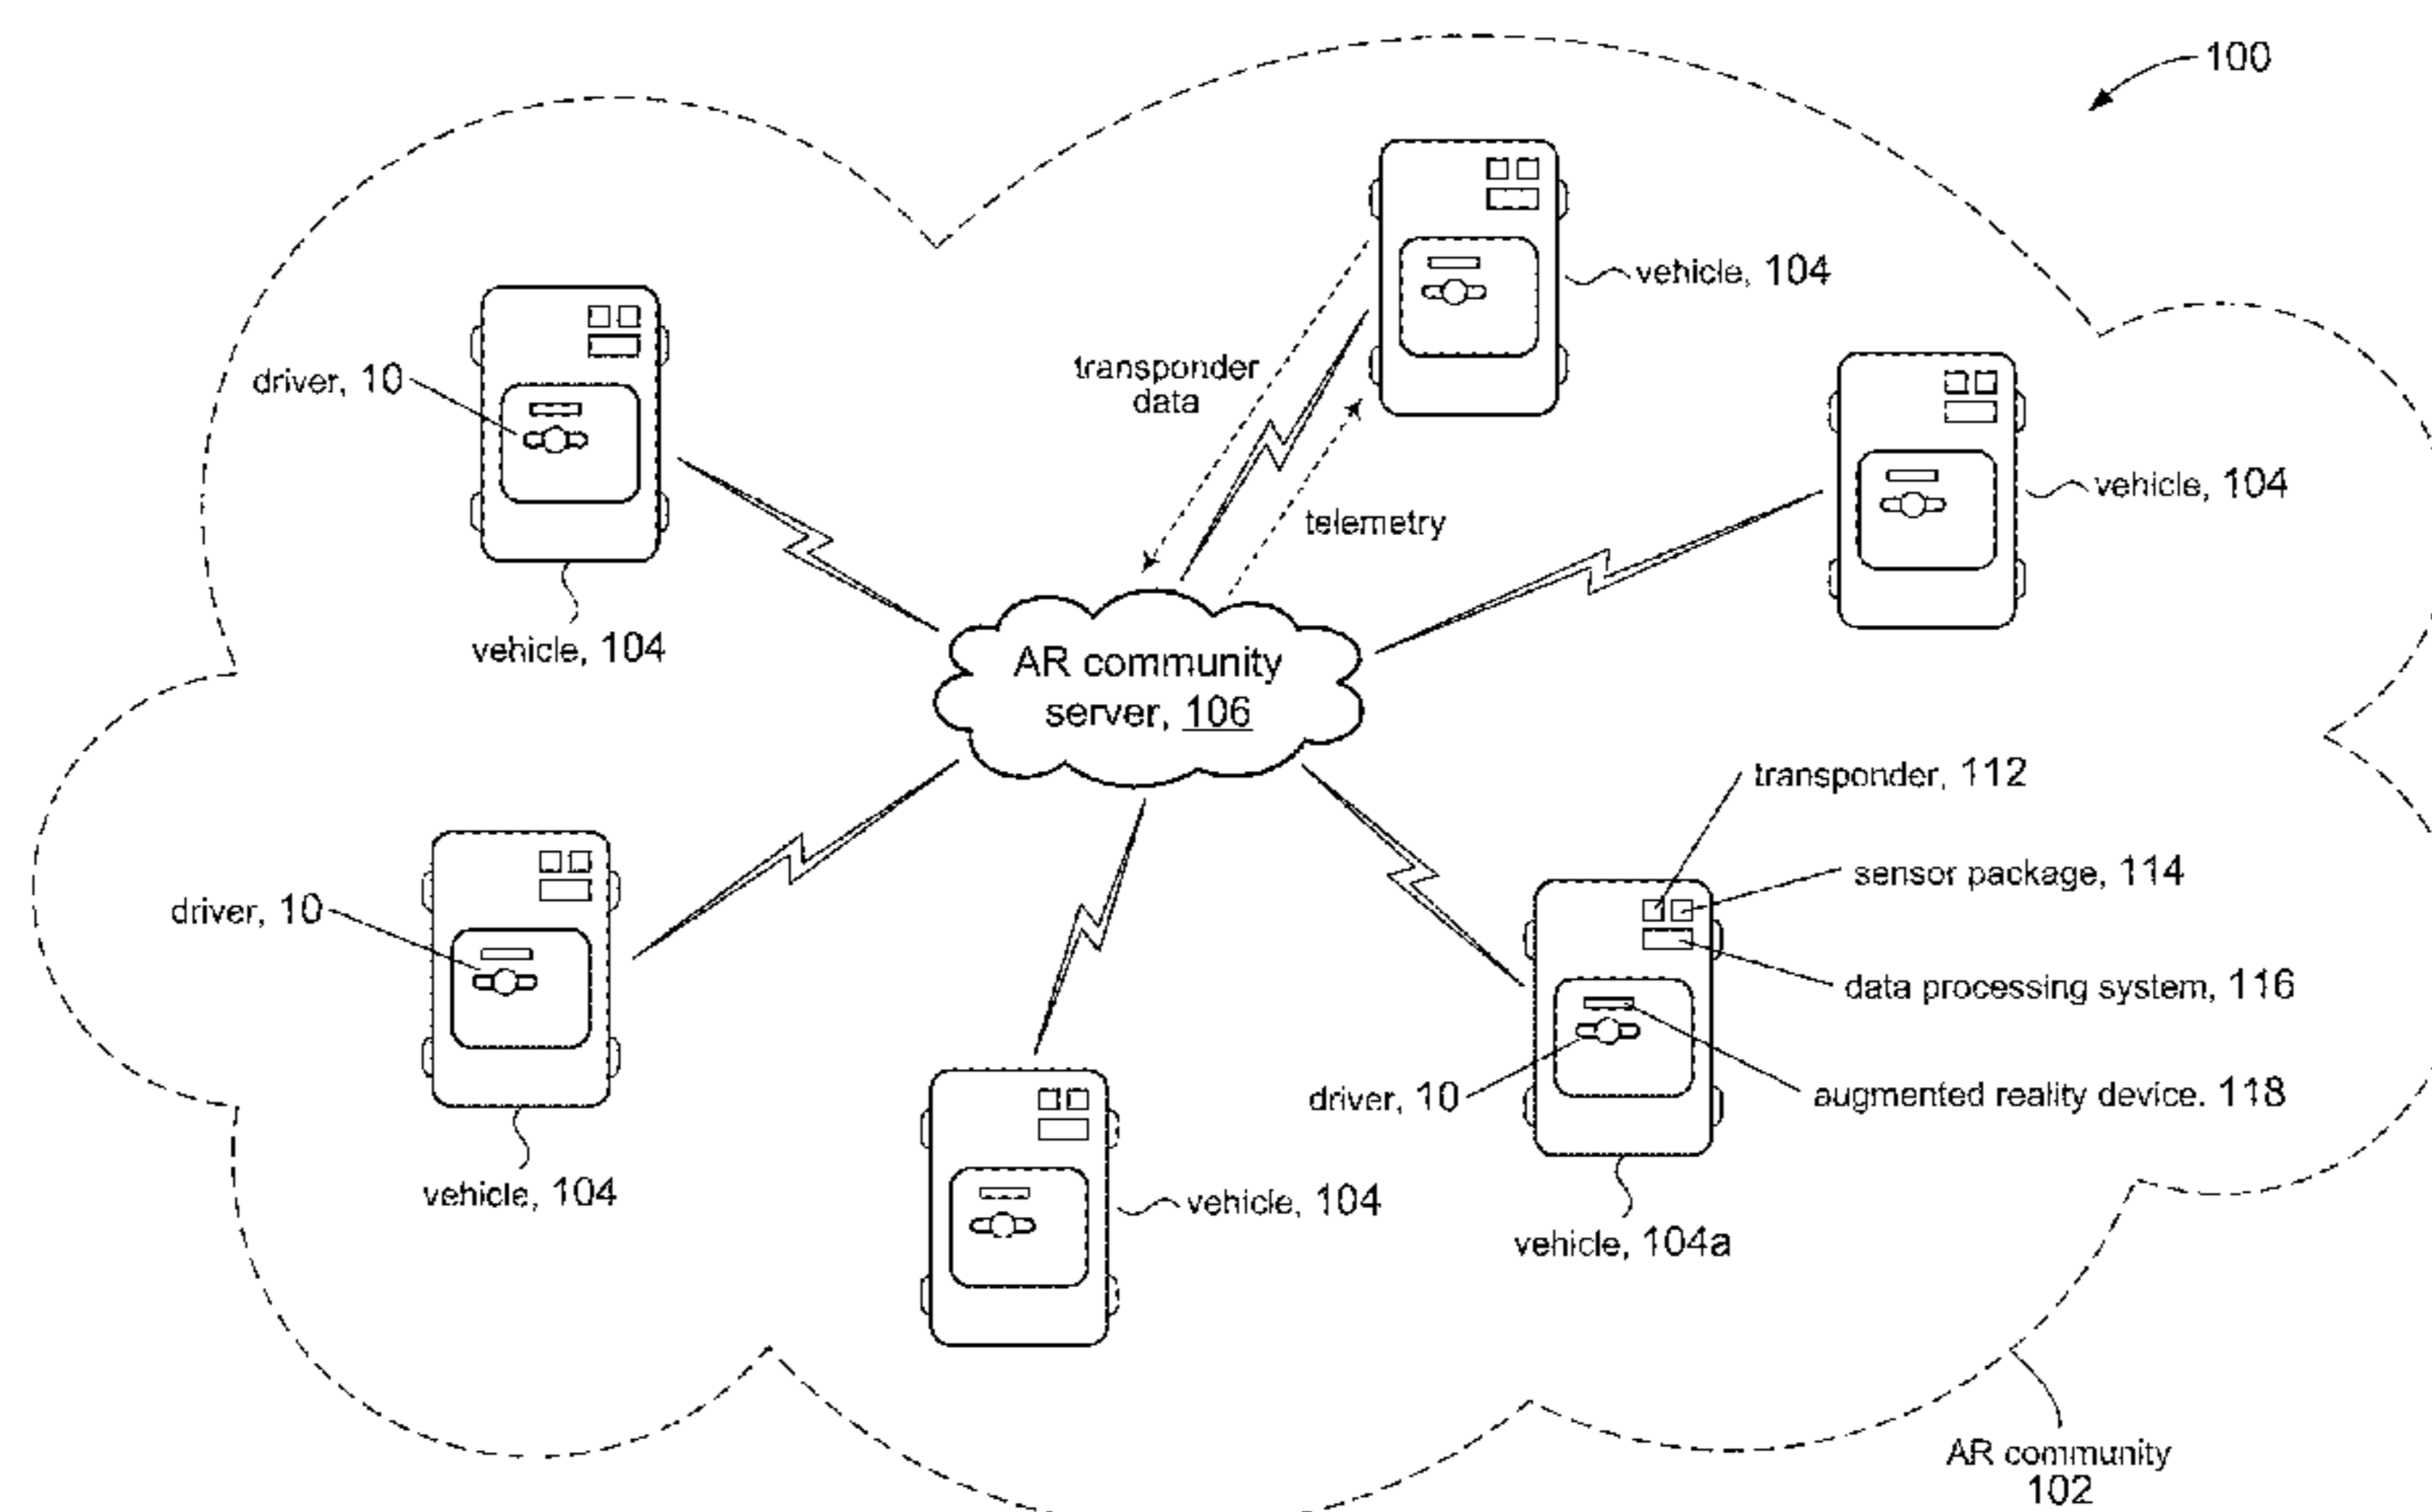 100
vehicle, 104
transponder
data
driver, 10
vehicle, 104
telemetry
vehicle, 104
AR community
server, 106
transponder, 112
sensor package, 114
driver, 10
data processing system, 116
driver, 10
augmented reality device. 118
vehicle, 104
vehicle, 104
vehicle, 104a
AR community
102